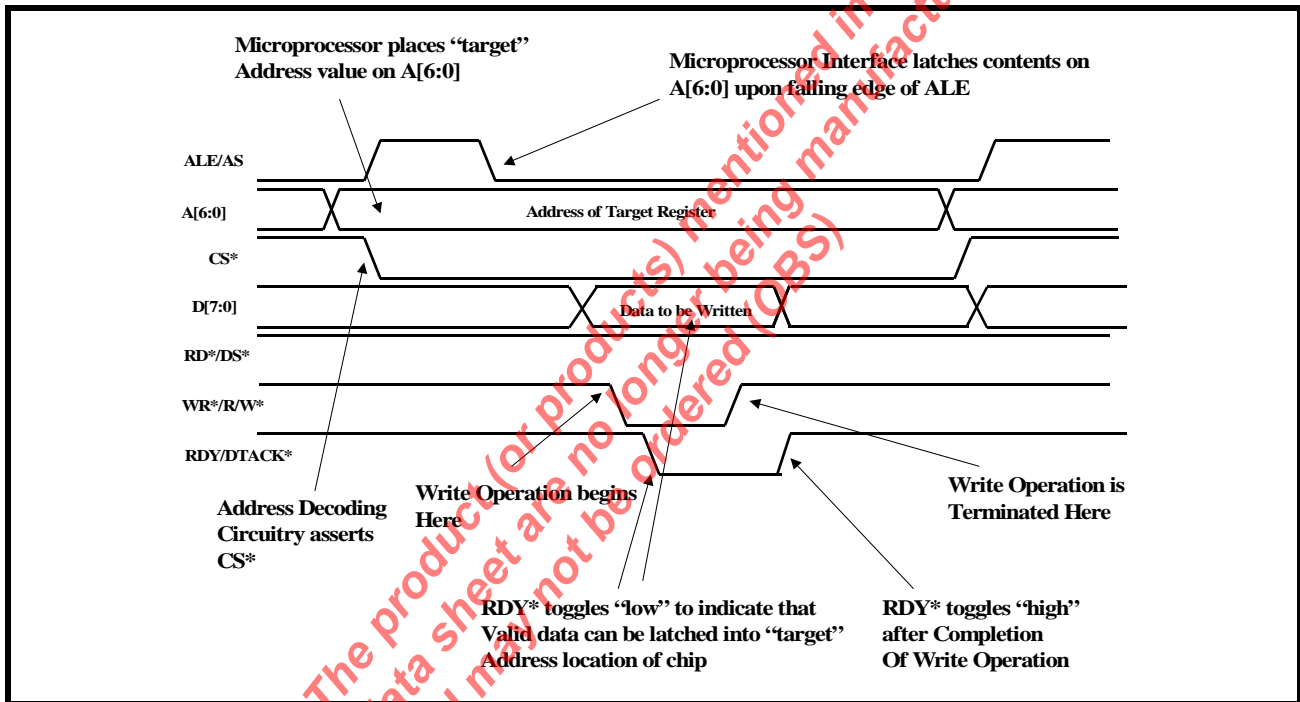 Microprocessor places “target”
Address value on A[6:0]
Microprocessor Interface latches contents on
A[6:0] upon falling edge of ALE
ALE/AS
A[6:0]
Address of Target Register
CS*
D[7:0]
Data to be Written
RD*/DS*
WR*/R/W*
RDY/DTACK*
Address Decoding
Circuitry asserts
CS*
Write Operation begins
Here
Write Operation is
Terminated Here
RDY* toggles “low” to indicate that
Valid data can be latched into “target”
Address location of chip
RDY* toggles “high”
after Completion
Of Write Operation
The product (or products) mentioned in
data sheet are no longer being manufact
may not be ordered (OBS)